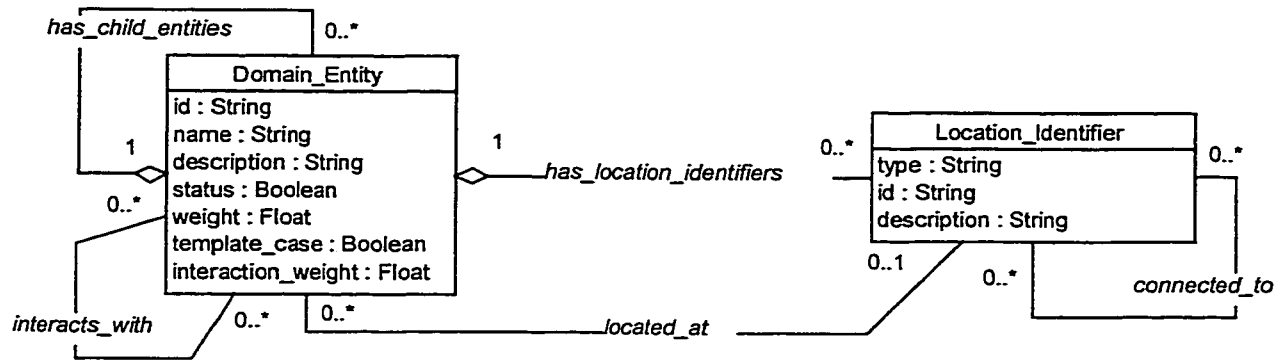 has_child_entities
0..*
Domain_Entity
id : String
name : String
description : String
status : Boolean
weight : Float
template_case : Boolean
interaction_weight : Float
1
0..*
interacts_with
0..*
0..*
1
has_location_identifiers
0..*
Location_Identifier
type : String
id : String
description : String
0..*
0..1
0..*
connected_to
located_at